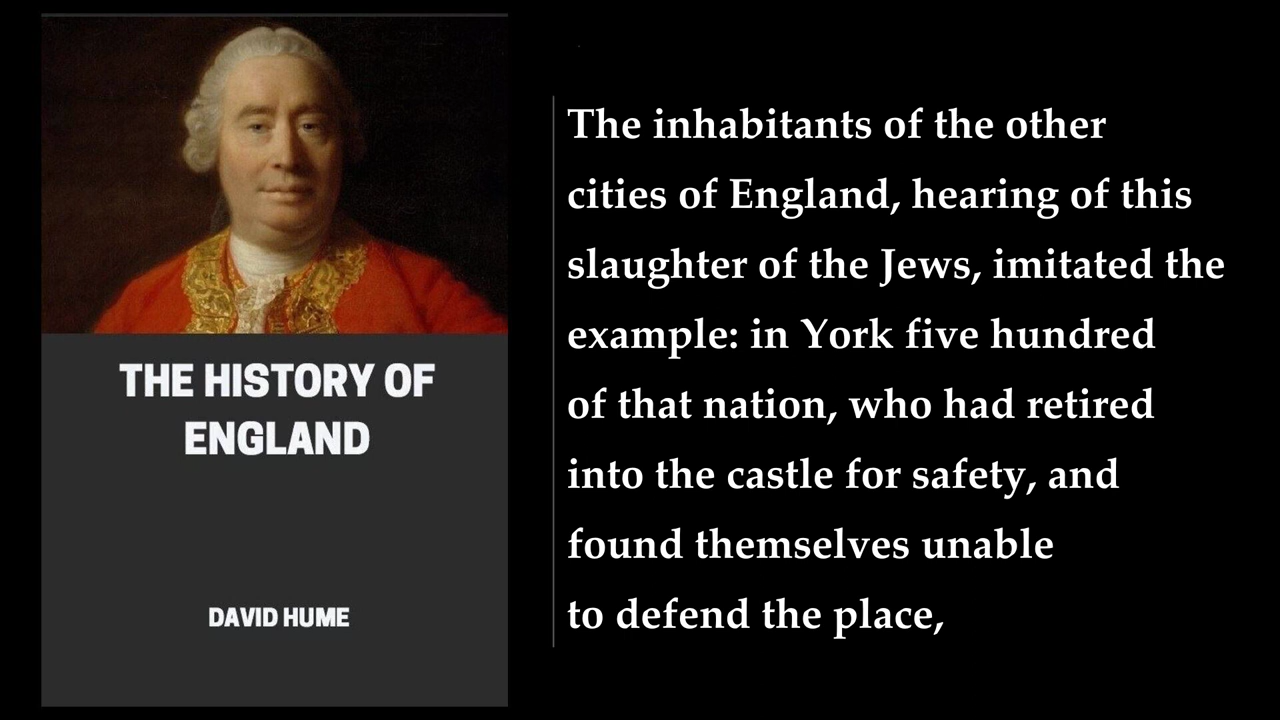 THE HISTORY OF
ENGLAND
DAVID HUME
The inhabitants of the other
cities of England, hearing of this
slaughter of the Jews, imitated the
example: in York five hundred
of that nation, who had retired
into the castle for safety, and
found themselves unable
to defend the place,